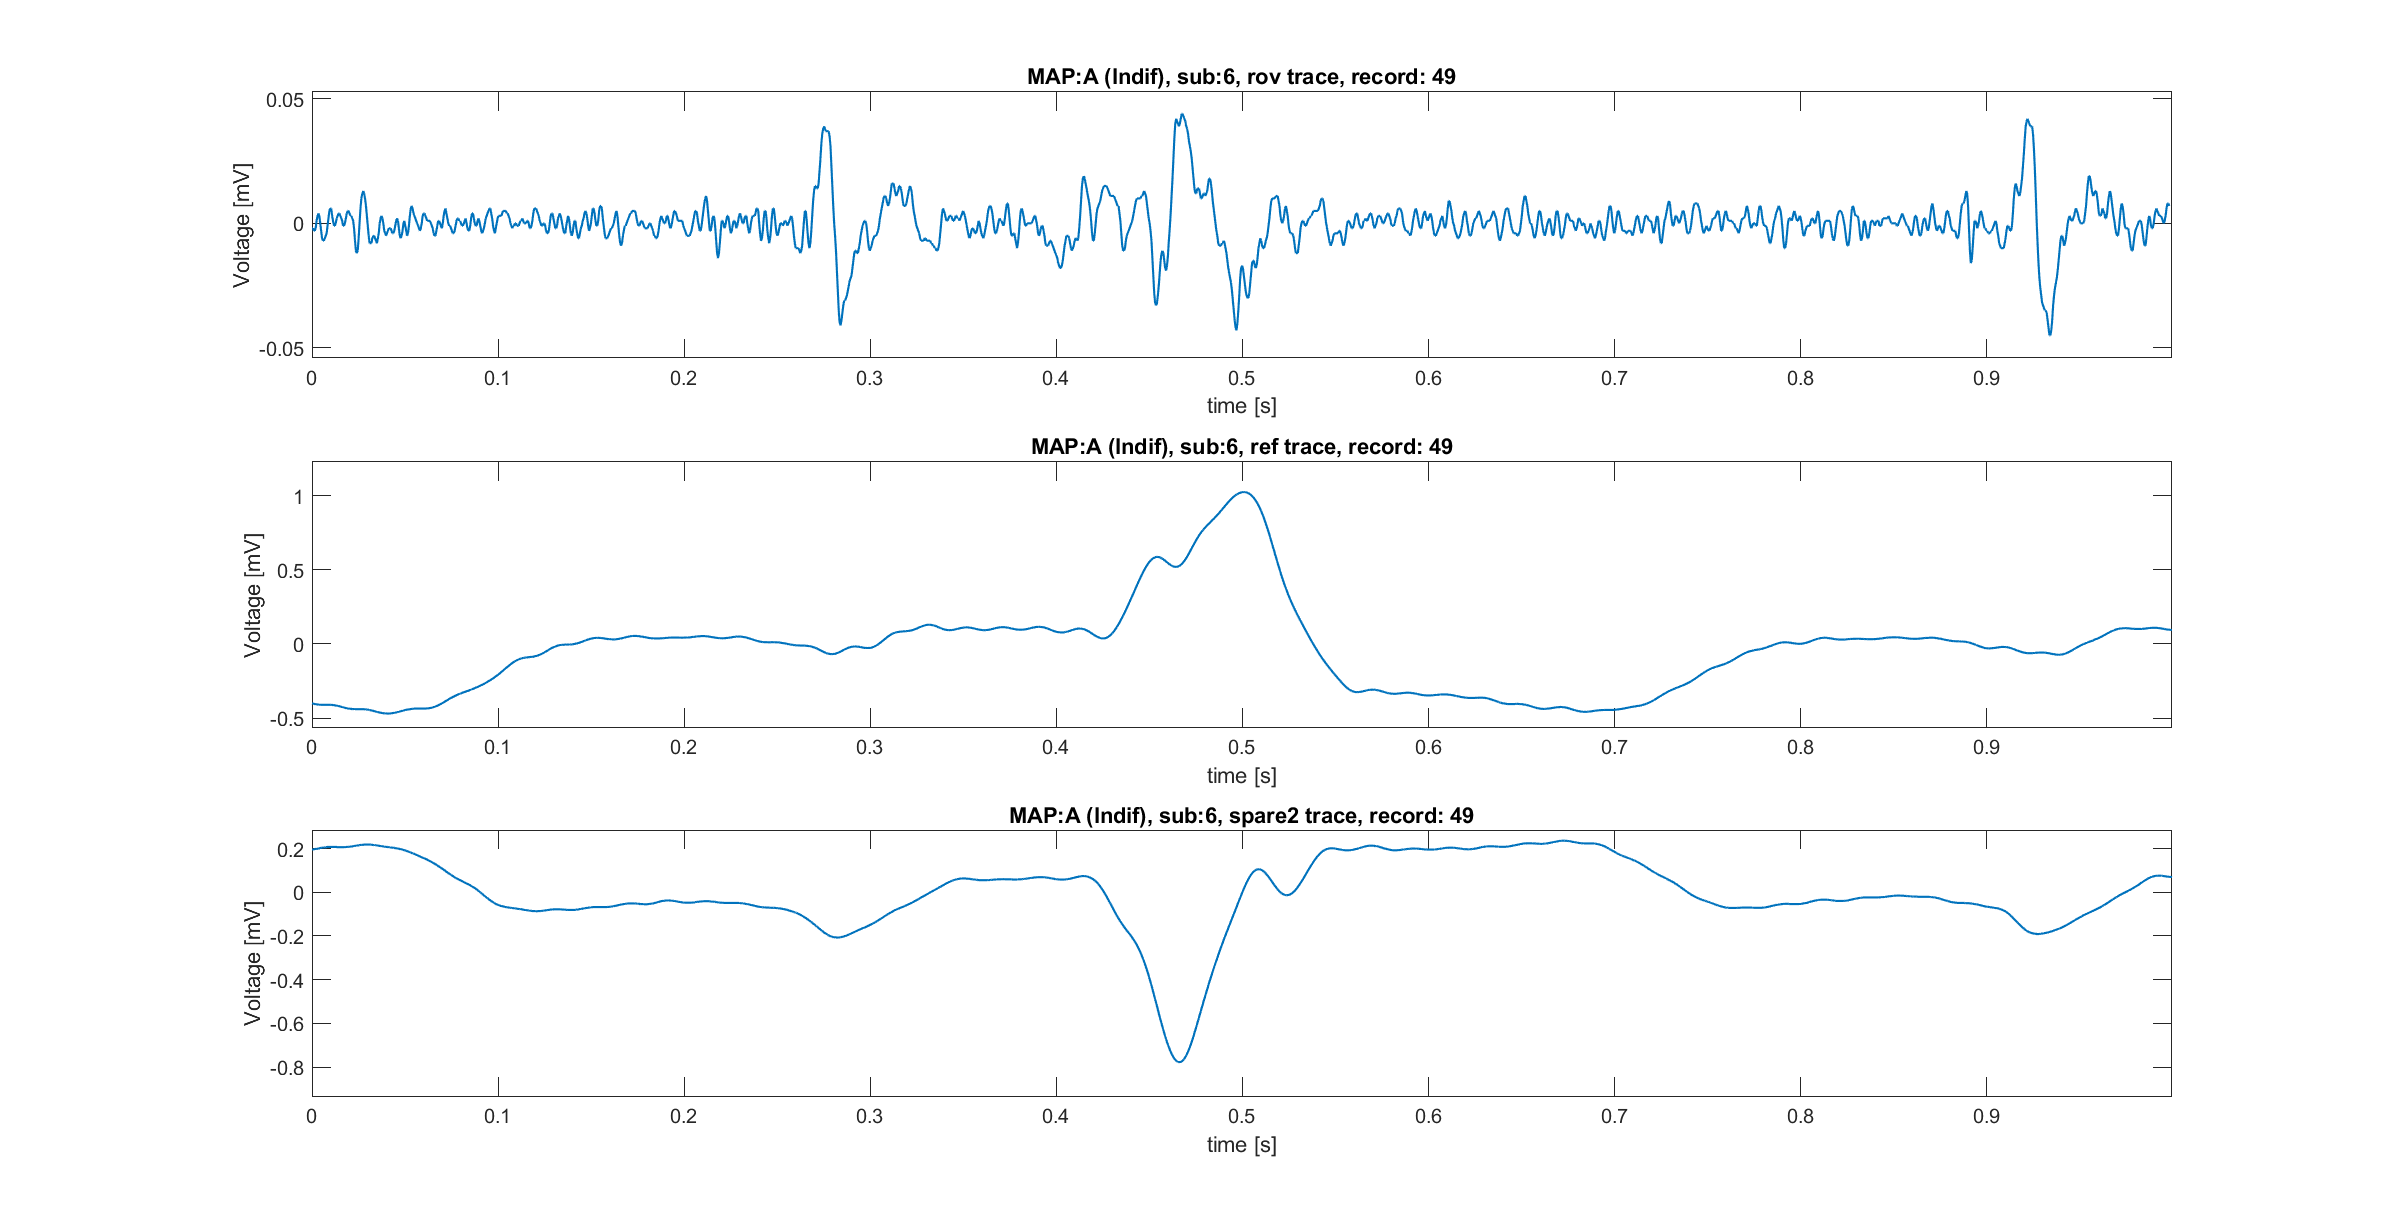 MAP:A (Indif), sub:6, rov trace, record: 49
0.05
0
-0.05
Voltage [mV]
0 0.1 0.2 0.3 0.4 0.5 0.6 0.7 0.8 0.9
time [s]
MAP:A (Indif), sub:6, ref trace, record: 49
1
0.5
0
-0.5
Voltage [mV]
0 0.1 0.2 0.3 0.4 0.5 0.6 0.7 0.8 0.9
time [s]
MAP:A (Indif), sub:6, spare2 trace, record: 49
0.2
0
-0.2
-0.4
-0.6
-0.8
Voltage [mV]
0 0.1 0.2 0.3 0.4 0.5 0.6 0.7 0.8 0.9
time [s]